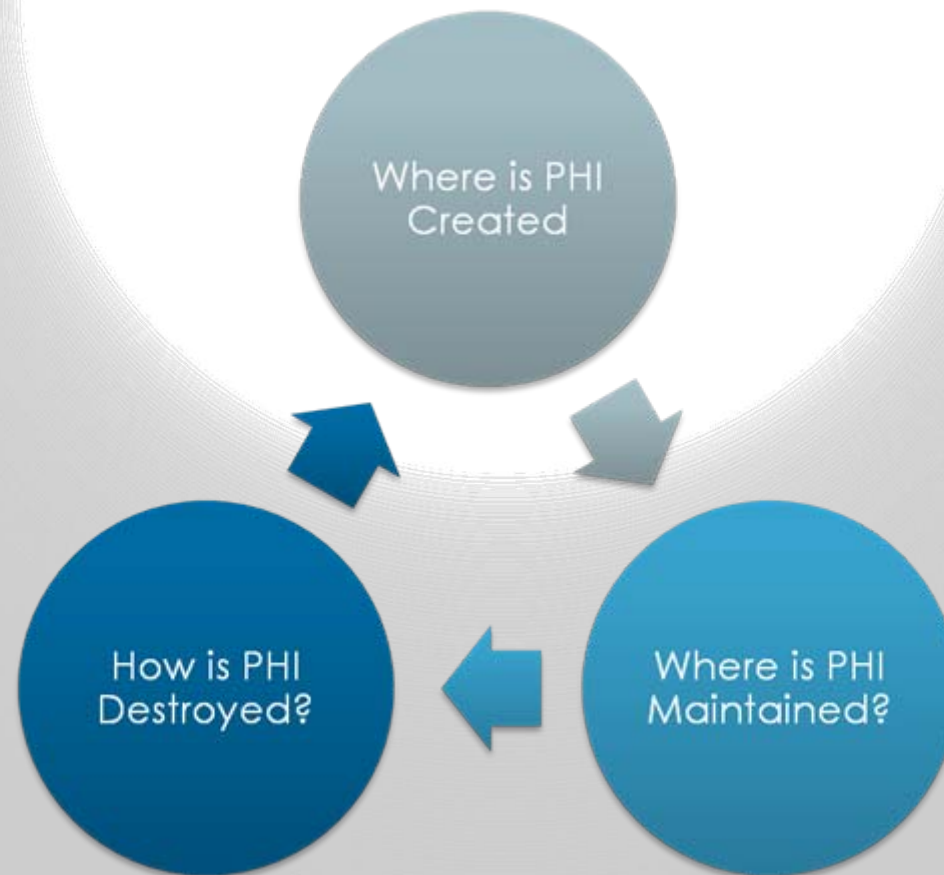 Where is PHI
Created
Where is PHI
Maintained?
How is PHI
Destroyed?